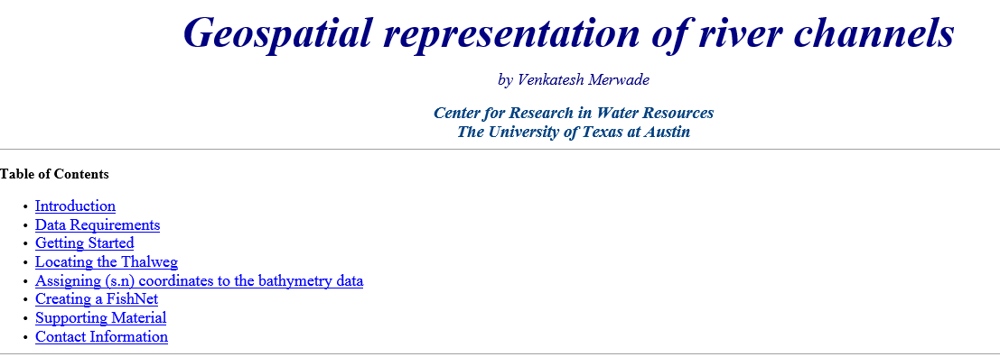 Geospatial representation of river channels
by Venkatesh Merwade
Center for Research in Water Resources
The University of Texas at Austin
Table of Contents
• Introduction
• Data Requirements
• Getting Started
• Locating the Thalweg
• Assigning (s.n) coordinates to the bathymetry data
• Creating a FishNet
• Supporting Material
• Contact Information